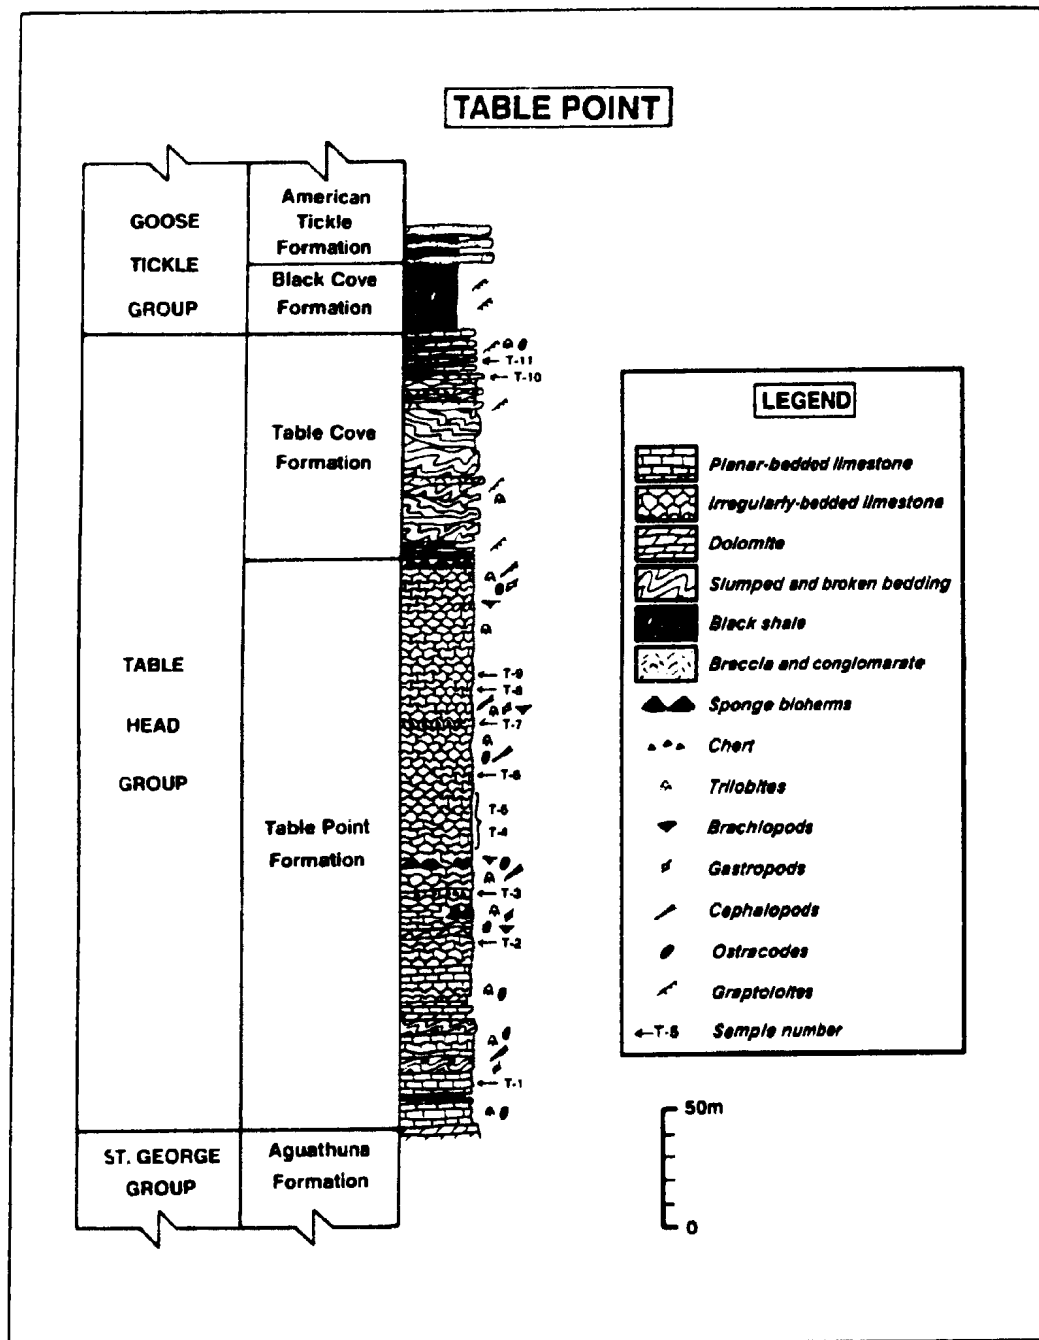 TABLE POINT
GOOSE
TICKLE
GROUP
American
Tickle
Formation
Black Cove
Formation
TABLE
HEAD
GROUP
Table Cove
Formation
Table Point
Formation
ST. GEORGE
GROUP
Aguathuna
Formation
T-11
T-10
T-9
T-8
T-7
T-6
T-5
T-4
T-3
T-2
T-1
LEGEND
Planar-bedded limestone
Irregularly-bedded limestone
Dolomite
Slumped and broken bedding
Black shale
Breccia and conglomarate
Sponge bioherms
Chert
Trilobites
Brachiopods
Gastropods
Cephalopods
Ostracodes
Graptoloites
T-5 Sample number
50m
0